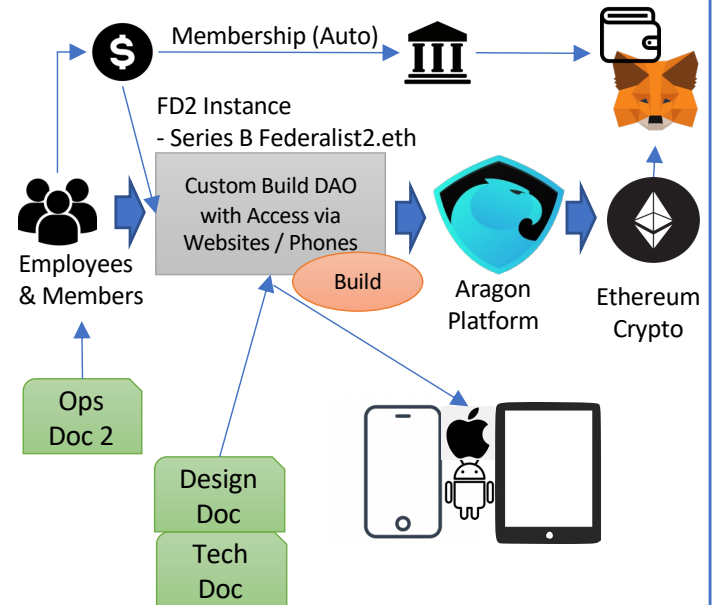 Membership (Auto)
FD2 Instance
- Series B Federalist2.eth
Custom Build DAO
with Access via
Websites / Phones
Build
Employees
& Members
Aragon
Platform
Ethereum
Crypto
Ops
Doc 2
Design
Doc
Tech
Doc